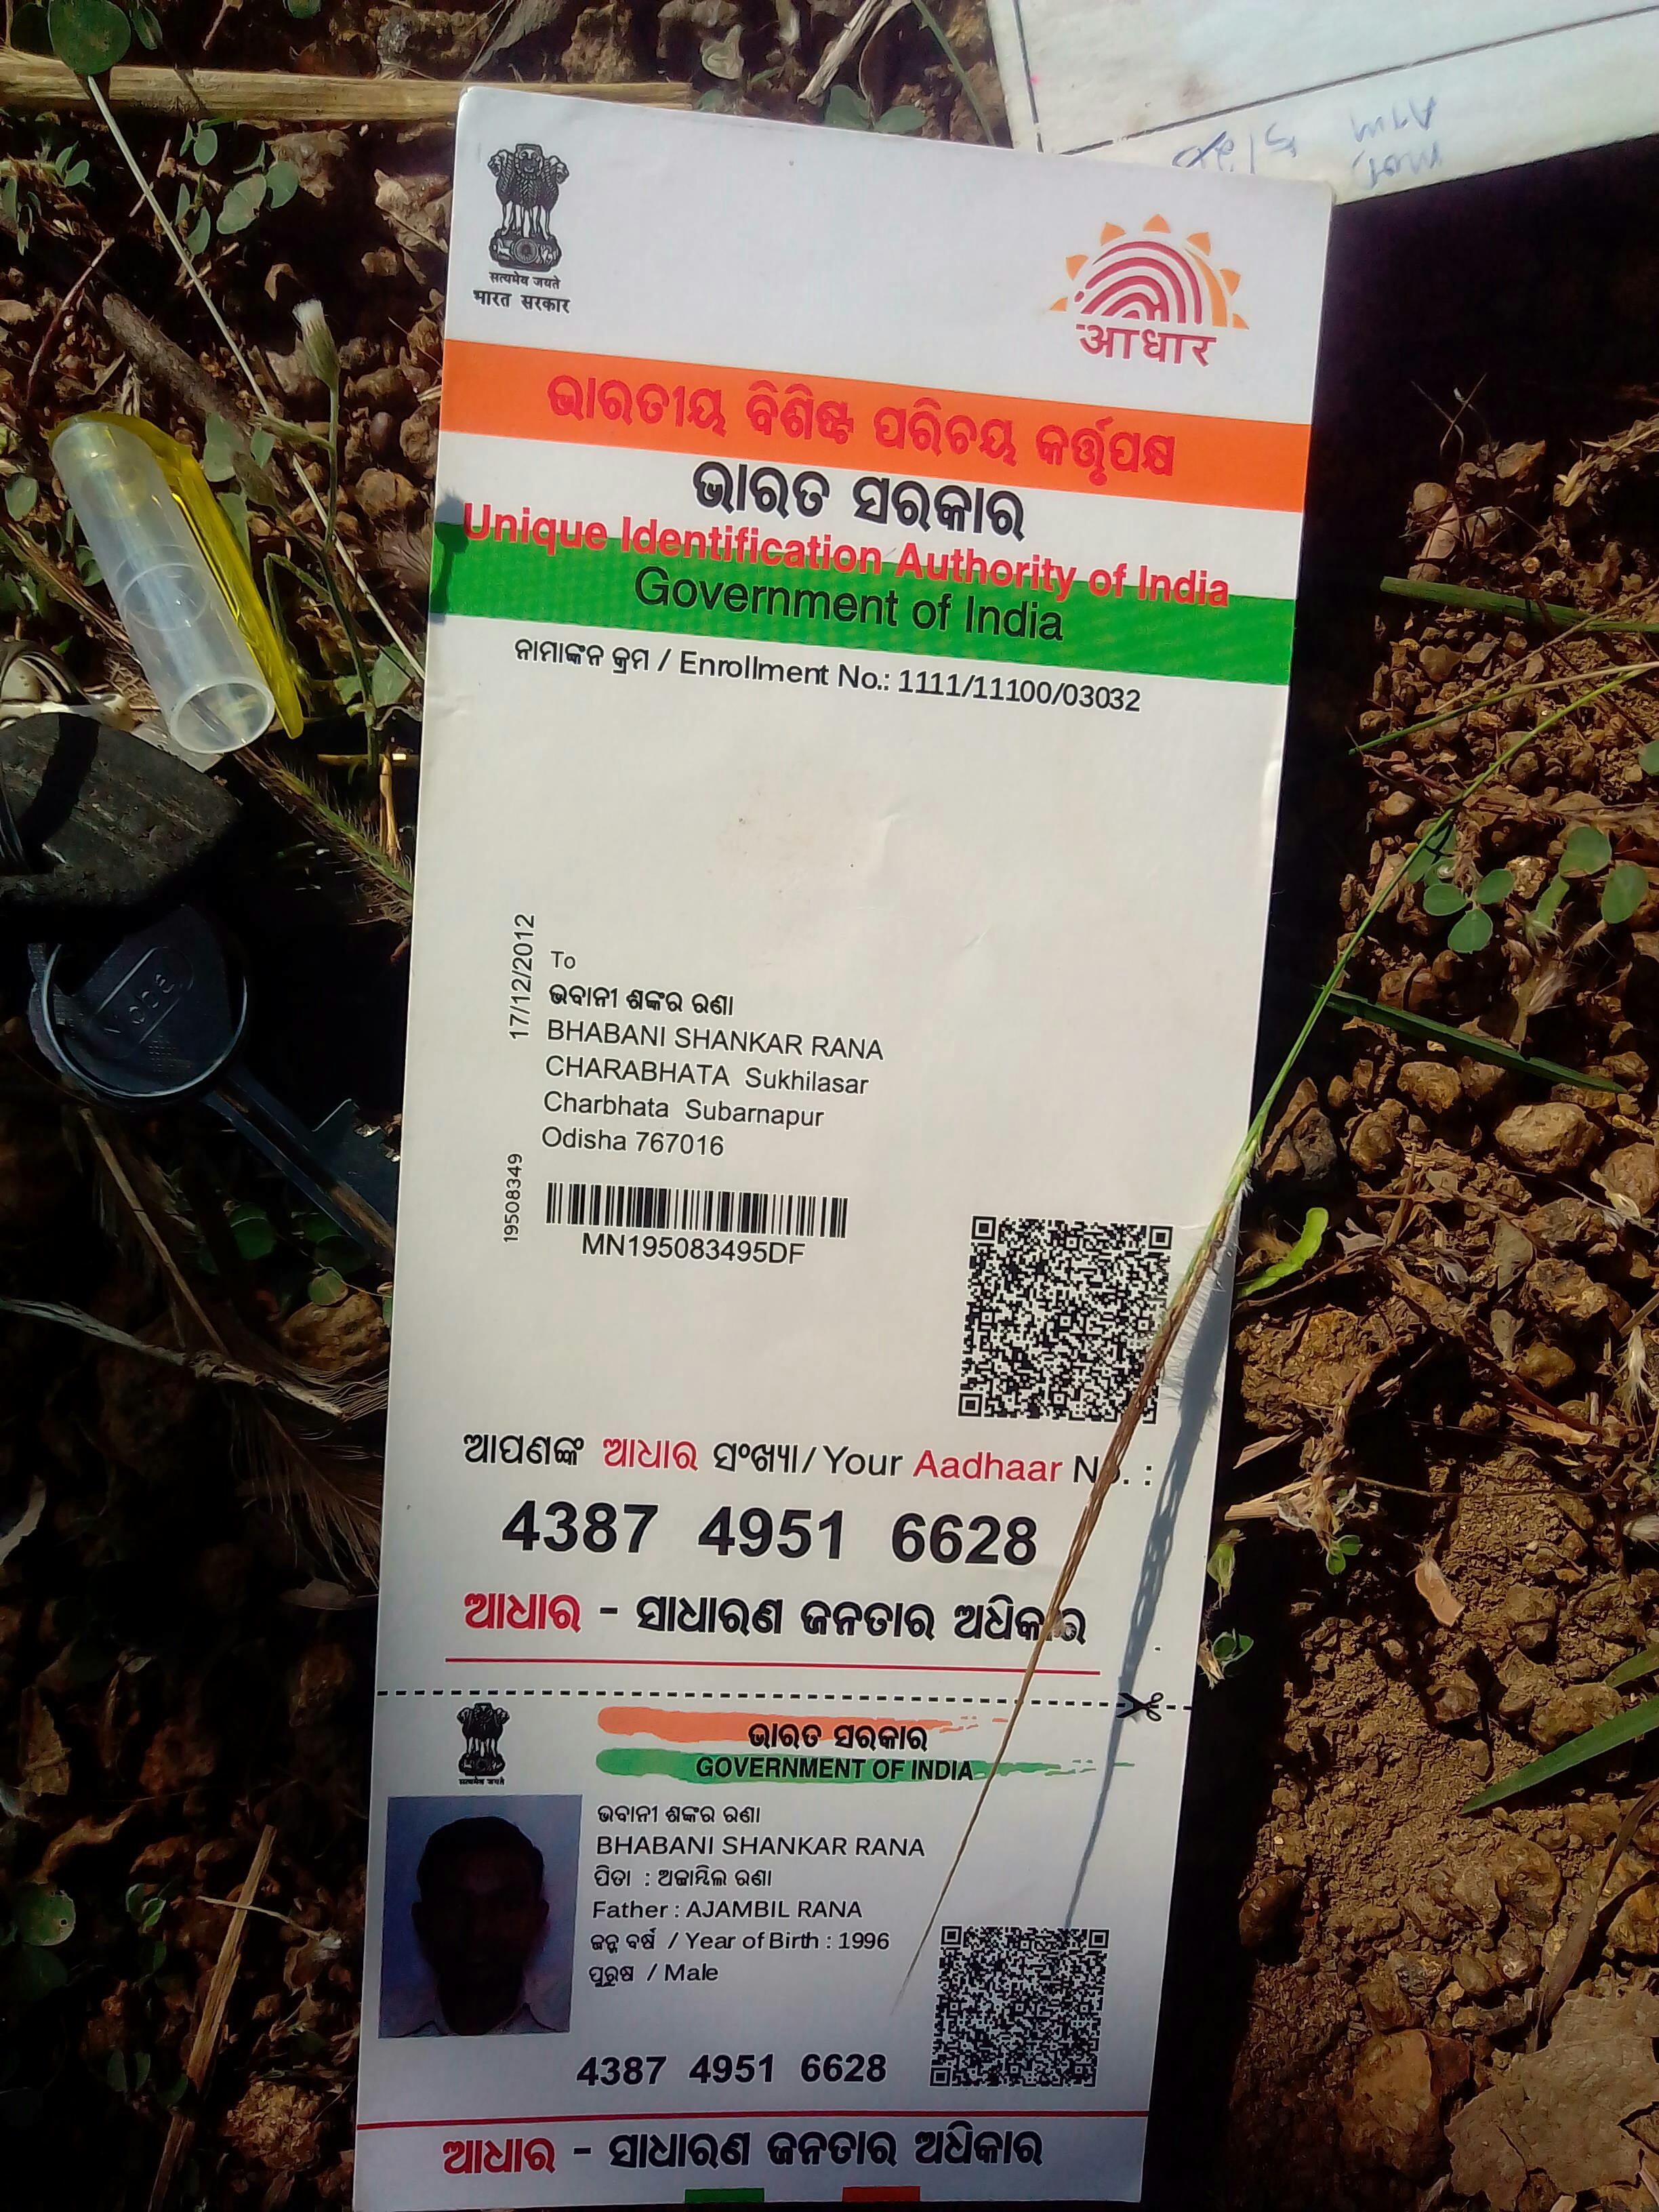 सत्यमेव जयते
भारत सरकार
आधार
ଭାରତୀୟ ବିଶିଷ୍ଟ ପରିଚୟ କର୍ତ୍ତୃପକ୍ଷ
ଭାରତ ସରକାର
Unique Identification Authority of India
Government of India
ନାମାଙ୍କନ କ୍ରମ / Enrollment No.: 1111/11100/03032
17/12/2012
To
ଭବାନୀ ଶଙ୍କର ରଣା
BHABANI SHANKAR RANA
CHARABHATA Sukhilasar
Charbhata Subarnapur
Odisha 767016
19508349
MN195083495DF
ଆପଣଙ୍କ ଆଧାର ସଂଖ୍ୟା/ Your Aadhaar No. :
4387 4951 6628
ଆଧାର - ସାଧାରଣ ଜନତାର ଅଧିକାର
सत्यमेव जयते
ଭାରତ ସରକାର
GOVERNMENT OF INDIA
ଭବାନୀ ଶଙ୍କର ରଣା
BHABANI SHANKAR RANA
ପିତା : ଅଜାମ୍ବିଲ ରଣା
Father : AJAMBIL RANA
ଜନ୍ମ ବର୍ଷ / Year of Birth : 1996
ପୁରୁଷ / Male
4387 4951 6628
ଆଧାର - ସାଧାରଣ ଜନତାର ଅଧିକାର